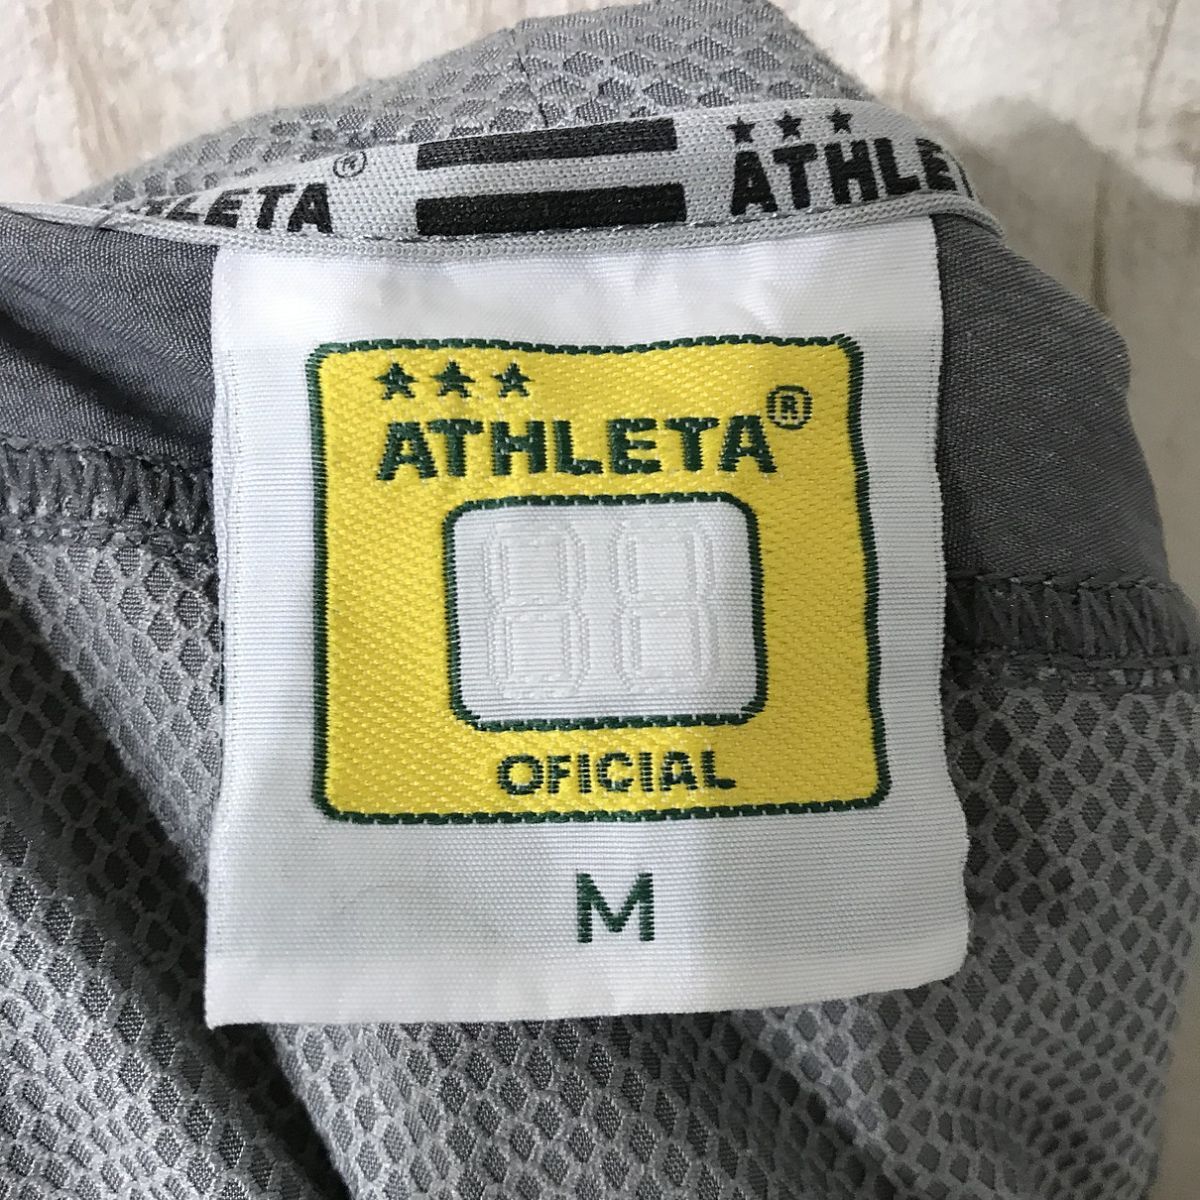 ATHLETA®
★★★
ATHLETA
★★★
ATHLETA®
88
OFICIAL
M